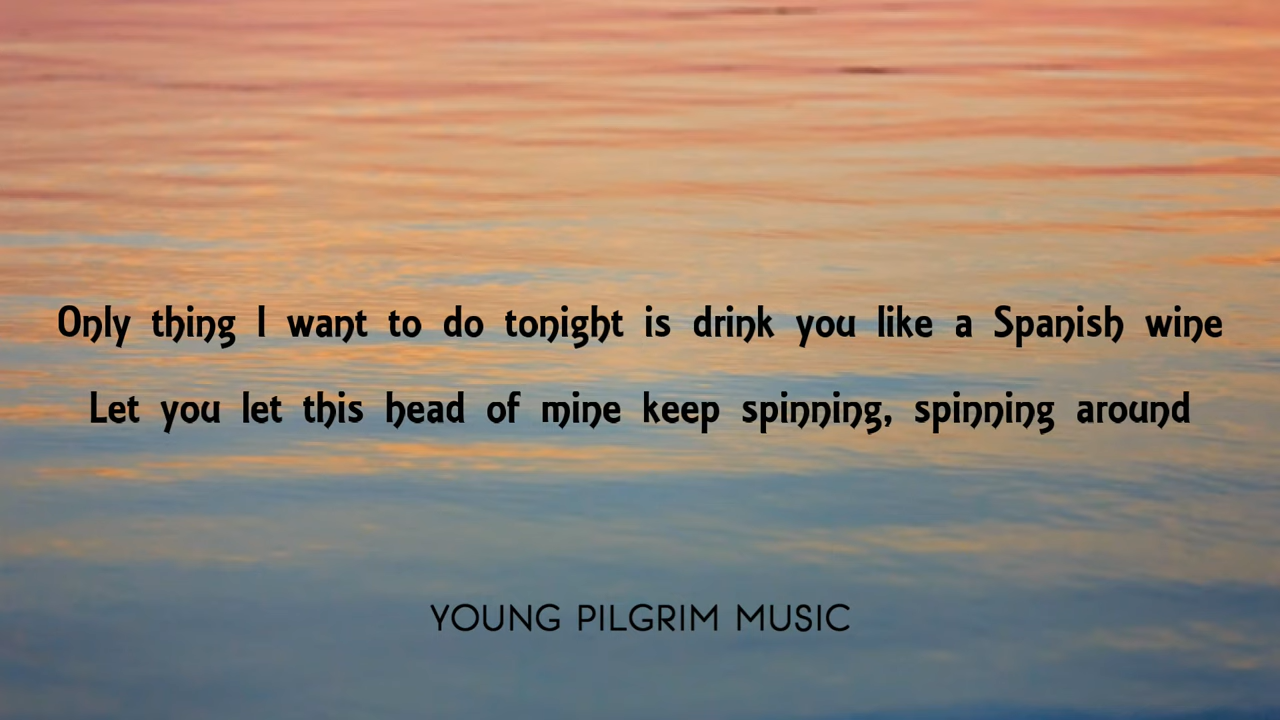 Only thing I want to do tonight is drink you like a Spanish wine
Let you let this head of mine keep spinning, spinning around
YOUNG PILGRIM MUSIC